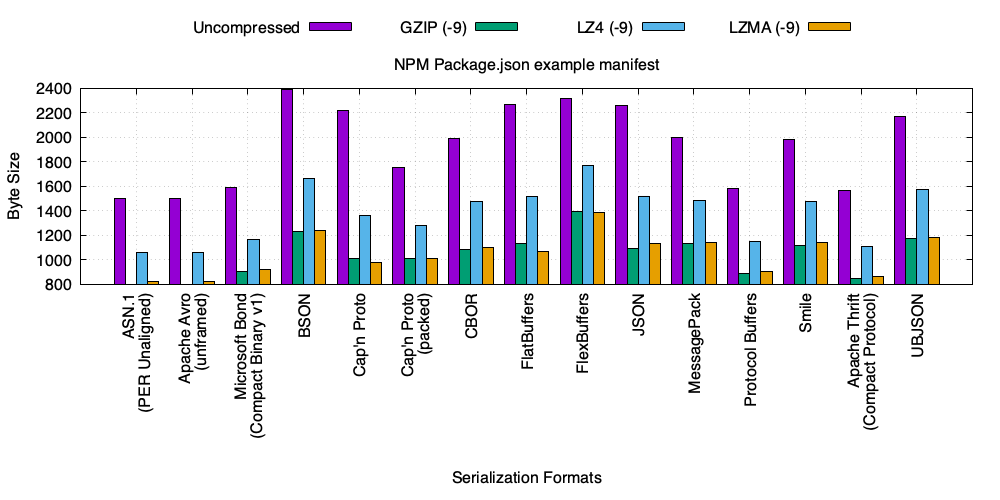 Uncompressed GZIP (-9) LZ4 (-9) LZMA (-9)
NPM Package.json example manifest
Byte Size
2400
2200
2000
1800
1600
1400
1200
1000
800
ASN.1
(PER Unaligned)
Apache Avro
(unframed)
Microsoft Bond
(Compact Binary v1)
BSON
Cap'n Proto
Cap'n Proto
(packed)
CBOR
FlatBuffers
FlexBuffers
JSON
MessagePack
Protocol Buffers
Smile
Apache Thrift
(Compact Protocol)
UBJSON
Serialization Formats